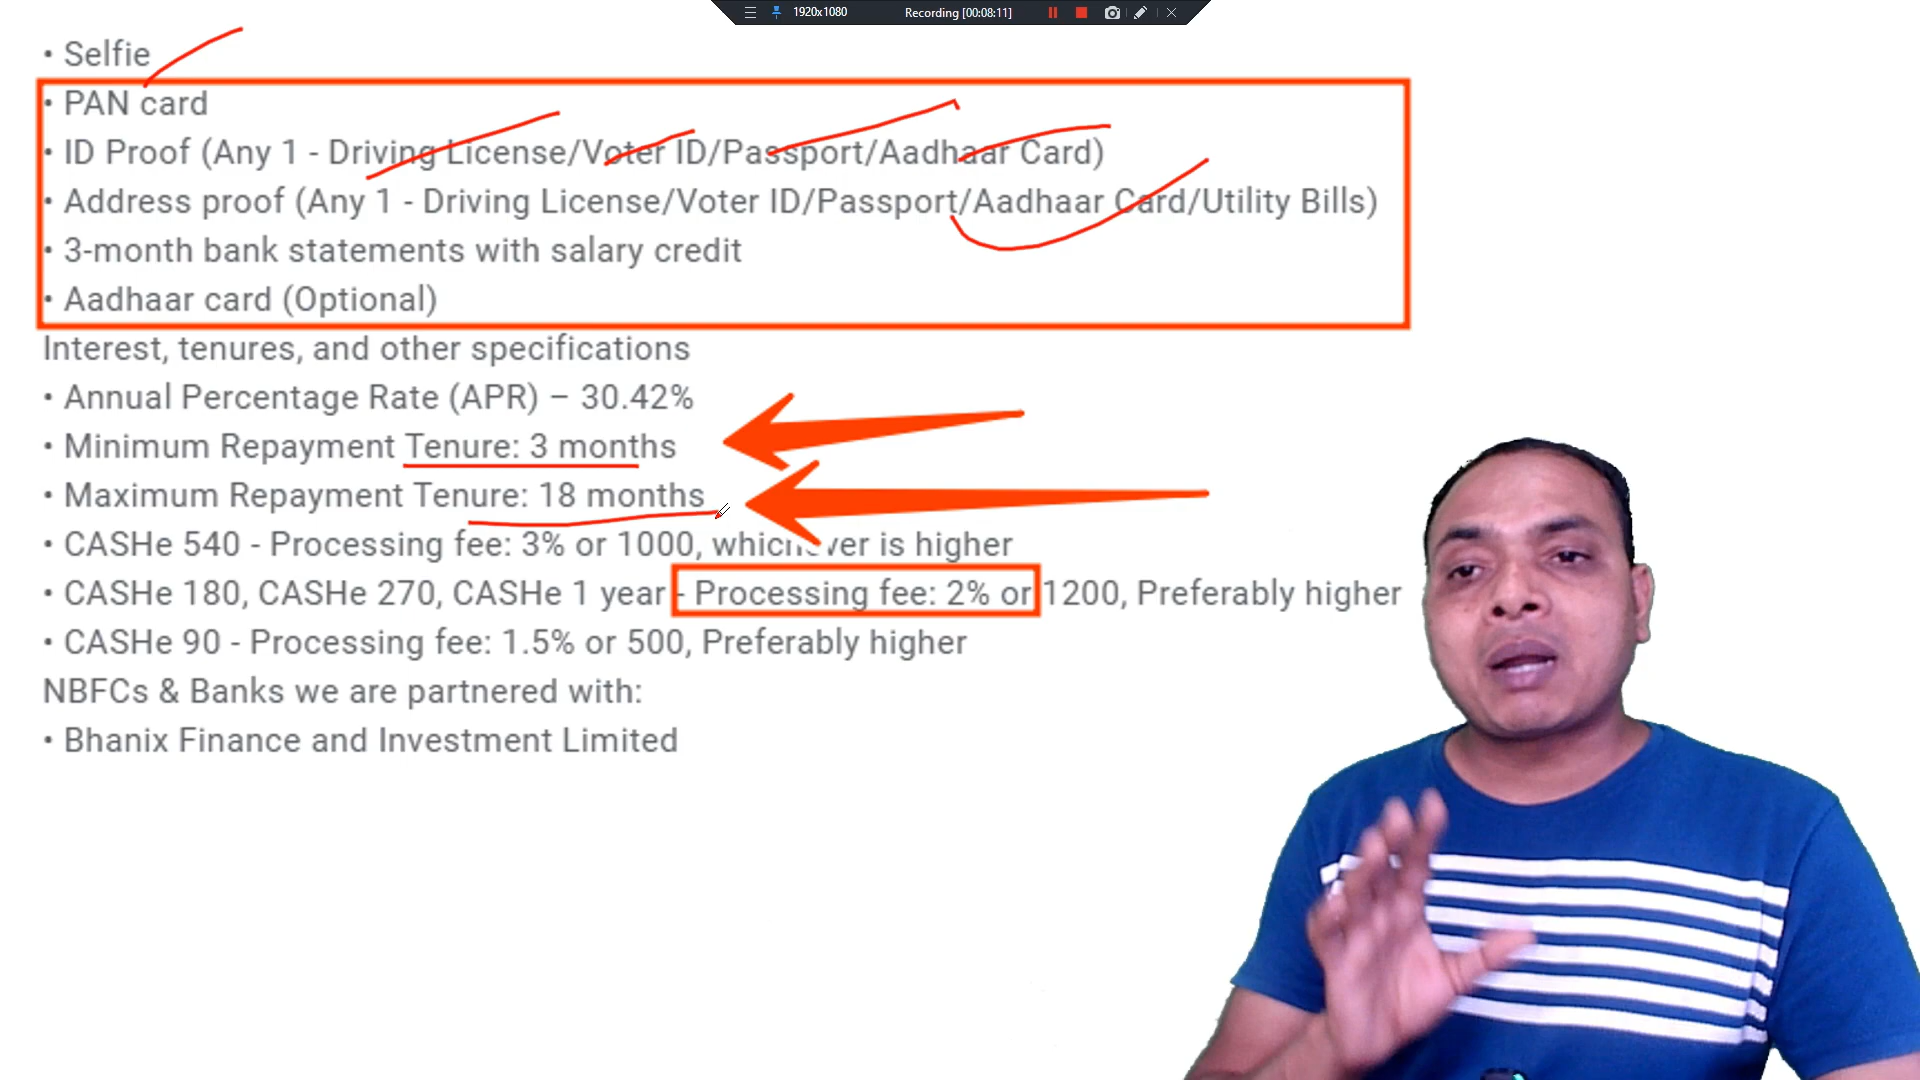 1920x1080 Recording [00:08:11]
• Selfie
• PAN card
• ID Proof (Any 1 - Driving License/Voter ID/Passport/Aadhaar Card)
• Address proof (Any 1 - Driving License/Voter ID/Passport/Aadhaar Card/Utility Bills)
• 3-month bank statements with salary credit
• Aadhaar card (Optional)
Interest, tenures, and other specifications
• Annual Percentage Rate (APR) – 30.42%
• Minimum Repayment Tenure: 3 months
• Maximum Repayment Tenure: 18 months
• CASHe 540 - Processing fee: 3% or 1000, whichever is higher
• CASHe 180, CASHe 270, CASHe 1 year - Processing fee: 2% or 1200, Preferably higher
• CASHe 90 - Processing fee: 1.5% or 500, Preferably higher
NBFCs & Banks we are partnered with:
• Bhanix Finance and Investment Limited